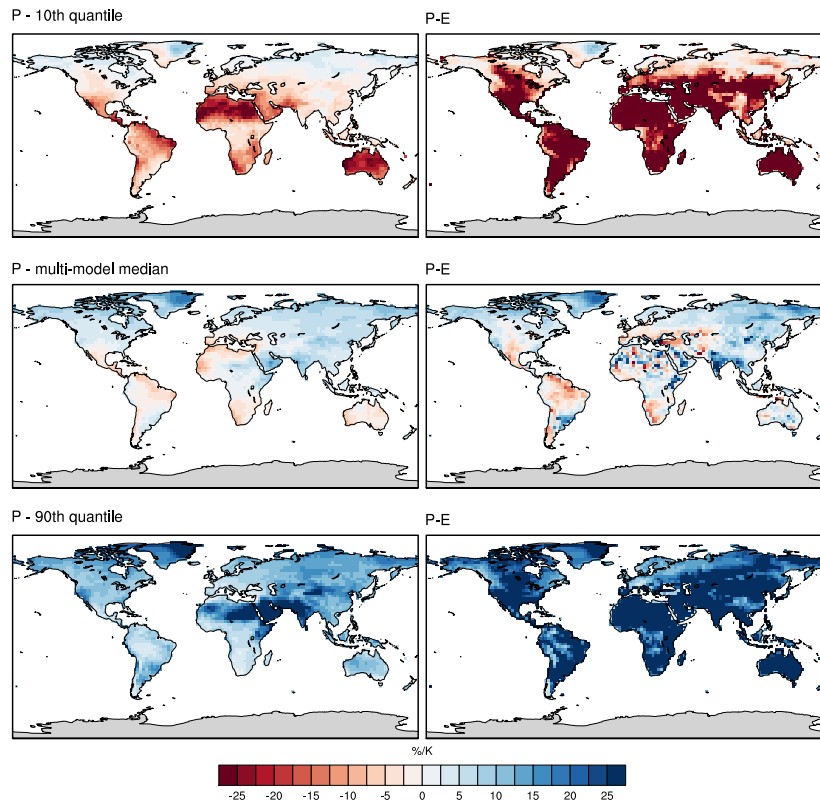 P - 10th quantile
P-E
P - multi-model median
P-E
P - 90th quantile
P-E
%/K
-25 -20 -15 -10 -5 0 5 10 15 20 25